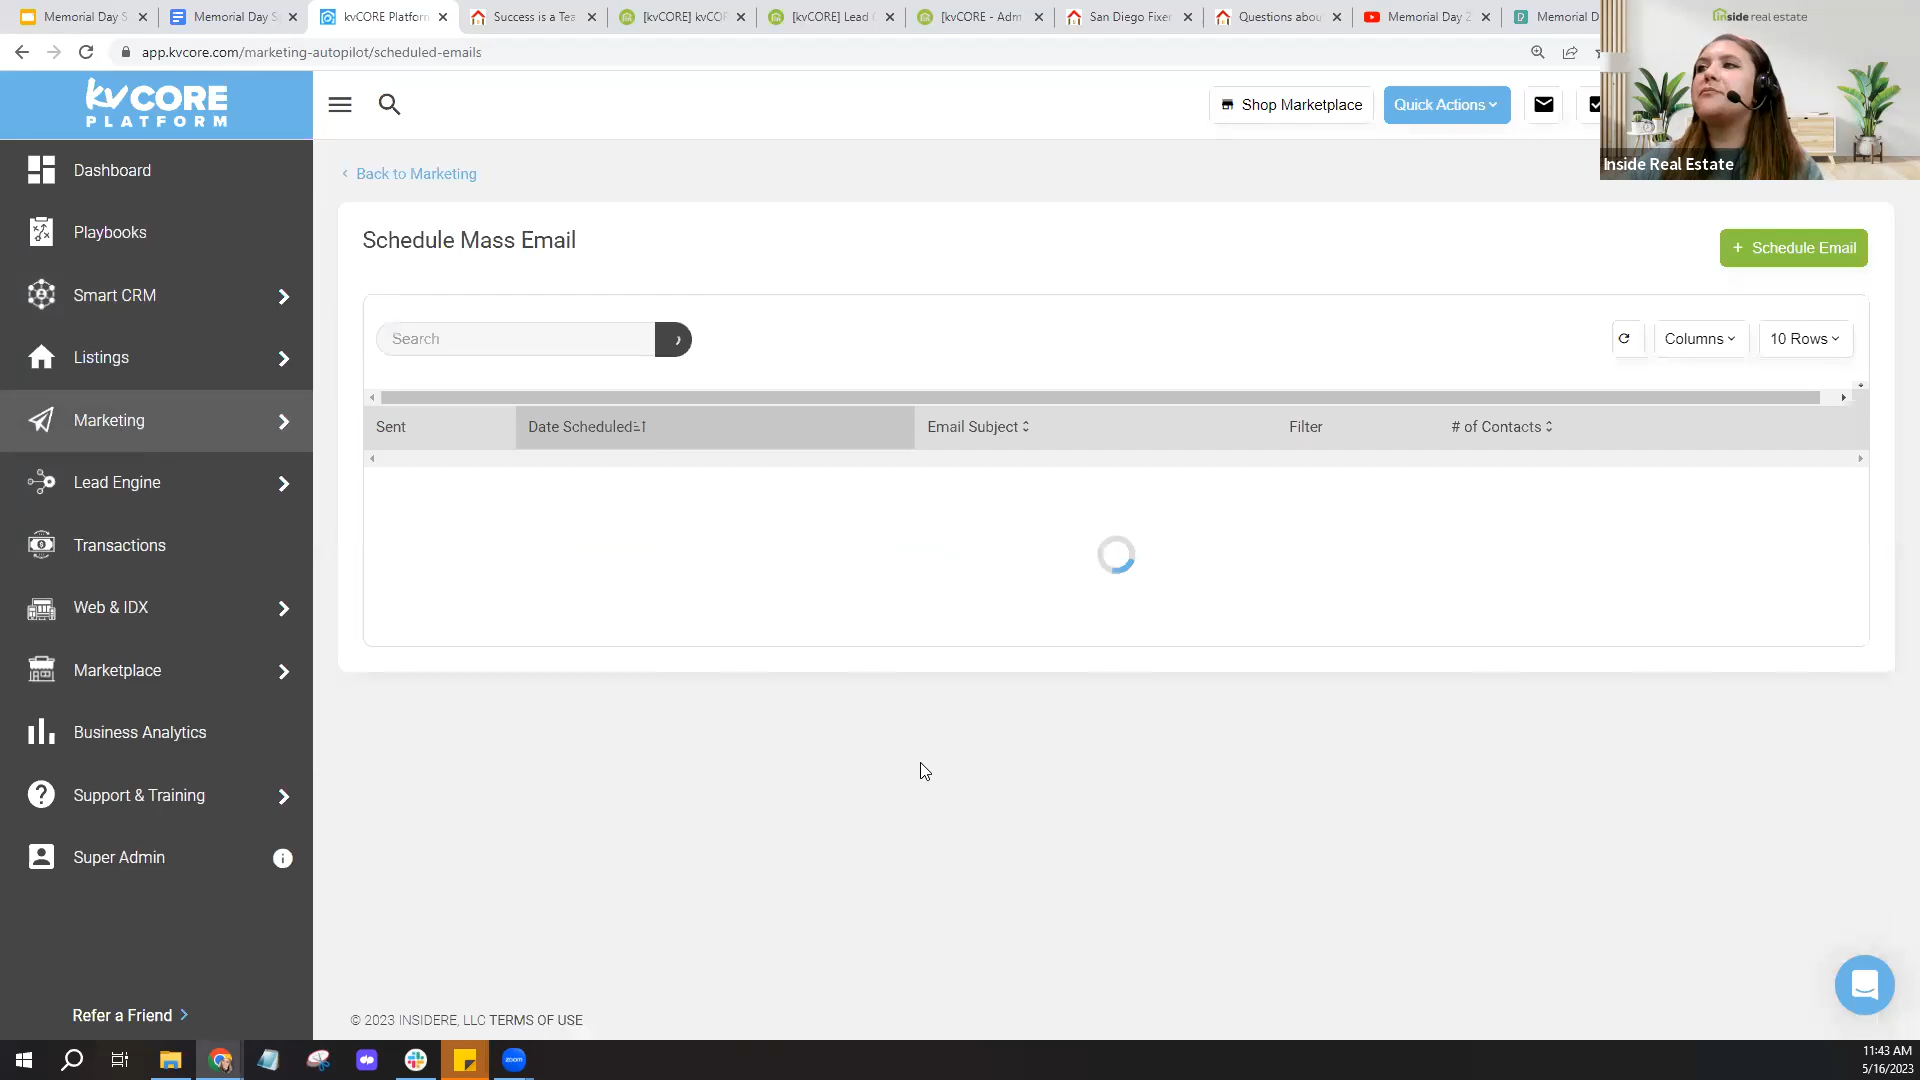 Memorial Day S
Memorial Day S
kvCORE Platform
Success is a Tea
[kvCORE] kvCOR
[kvCORE] Lead
[kvCORE - Adm
San Diego Fixer
Questions abou
Memorial Day 2
Memorial D
app.kvcore.com/marketing-autopilot/scheduled-emails
inside real estate
kvCORE
PLATFORM
Shop Marketplace
Quick Actions
Inside Real Estate
Dashboard
Playbooks
Smart CRM
Listings
Marketing
Lead Engine
Transactions
Web & IDX
Marketplace
Business Analytics
Support & Training
Super Admin
Refer a Friend
Back to Marketing
Schedule Mass Email
+ Schedule Email
Search
Columns
10 Rows
Sent
Date Scheduled
Email Subject
Filter
# of Contacts
© 2023 INSIDERE, LLC TERMS OF USE
zoom
11:43 AM
5/16/2023